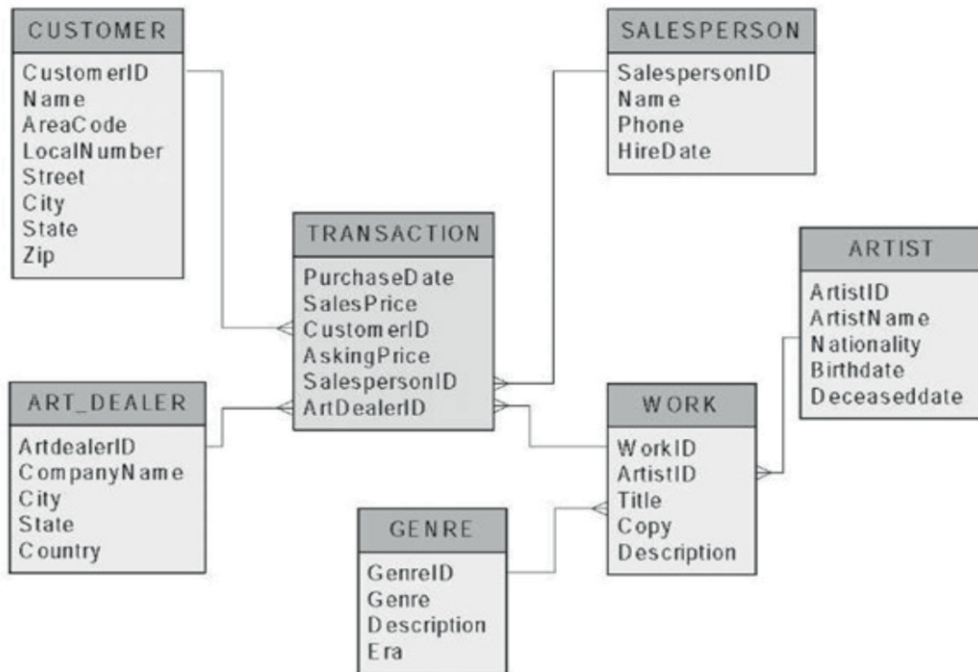 CUSTOMER
CustomerID
Name
AreaCode
LocalNumber
Street
City
State
Zip
SALESPERSON
SalespersonID
Name
Phone
HireDate
TRANSACTION
PurchaseDate
SalesPrice
CustomerID
AskingPrice
SalespersonID
ArtDealerID
ARTIST
ArtistID
ArtistName
Nationality
Birthdate
Deceaseddate
ART_DEALER
ArtdealerID
CompanyName
City
State
Country
WORK
WorkID
ArtistID
Title
Copy
Description
GENRE
GenreID
Genre
Description
Era